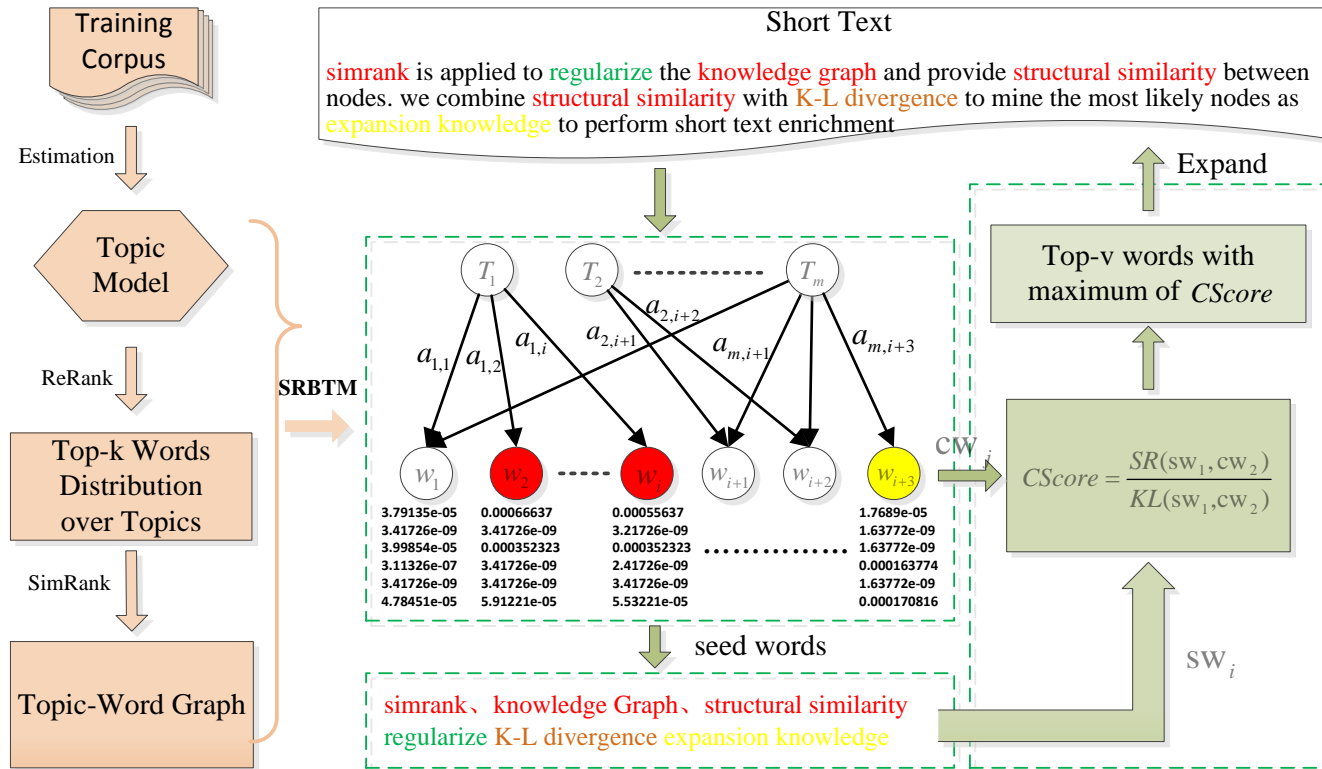 Training
Corpus
Estimation
Topic
Model
ReRank
Top-k Words
Distribution
over Topics
SimRank
Topic-Word Graph
SRBTM
Short Text
simrank is applied to regularize the knowledge graph and provide structural similarity between
nodes. we combine structural similarity with K-L divergence to mine the most likely nodes as
expansion knowledge to perform short text enrichment
T₁ T₂ Tₘ
a₁,₁ a₁,₂ a₁,ᵢ a₂,ᵢ₊₁ a₂,ᵢ₊₂ aₘ,ᵢ₊₁ aₘ,ᵢ₊₃
w₁ w₂ wᵢ wᵢ₊₁ wᵢ₊₂ wᵢ₊₃
3.79135e-05 0.00066637 0.00055637 1.7689e-05
3.41726e-09 3.41726e-09 3.21726e-09 1.63772e-09
3.99854e-05 0.000352323 0.000352323 1.63772e-09
3.11326e-07 3.41726e-09 2.41726e-09 0.000163774
3.41726e-09 3.41726e-09 3.41726e-09 1.63772e-09
4.78451e-05 5.91221e-05 5.53221e-05 0.000170816
seed words
simrank、knowledge Graph、structural similarity
regularize K-L divergence expansion knowledge
Expand
Top-v words with
maximum of CScore
cwⱼ
CScore = SR(sw₁,cw₂)
KL(sw₁,cw₂)
swᵢ